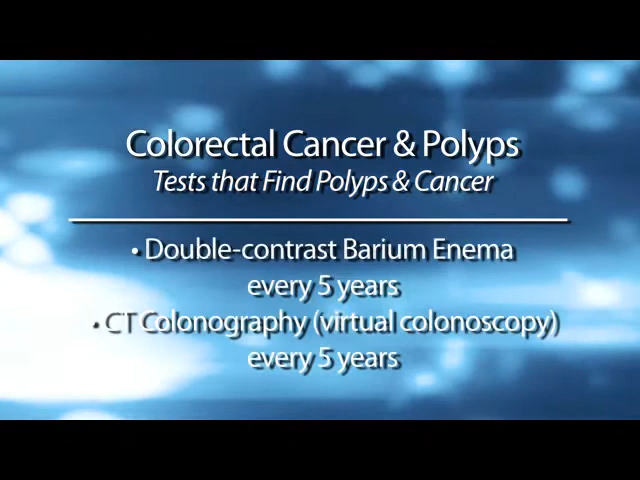 Colorectal Cancer & Polyps
Tests that Find Polyps & Cancer
• Double-contrast Barium Enema
every 5 years
• CT Colonography (virtual colonoscopy)
every 5 years